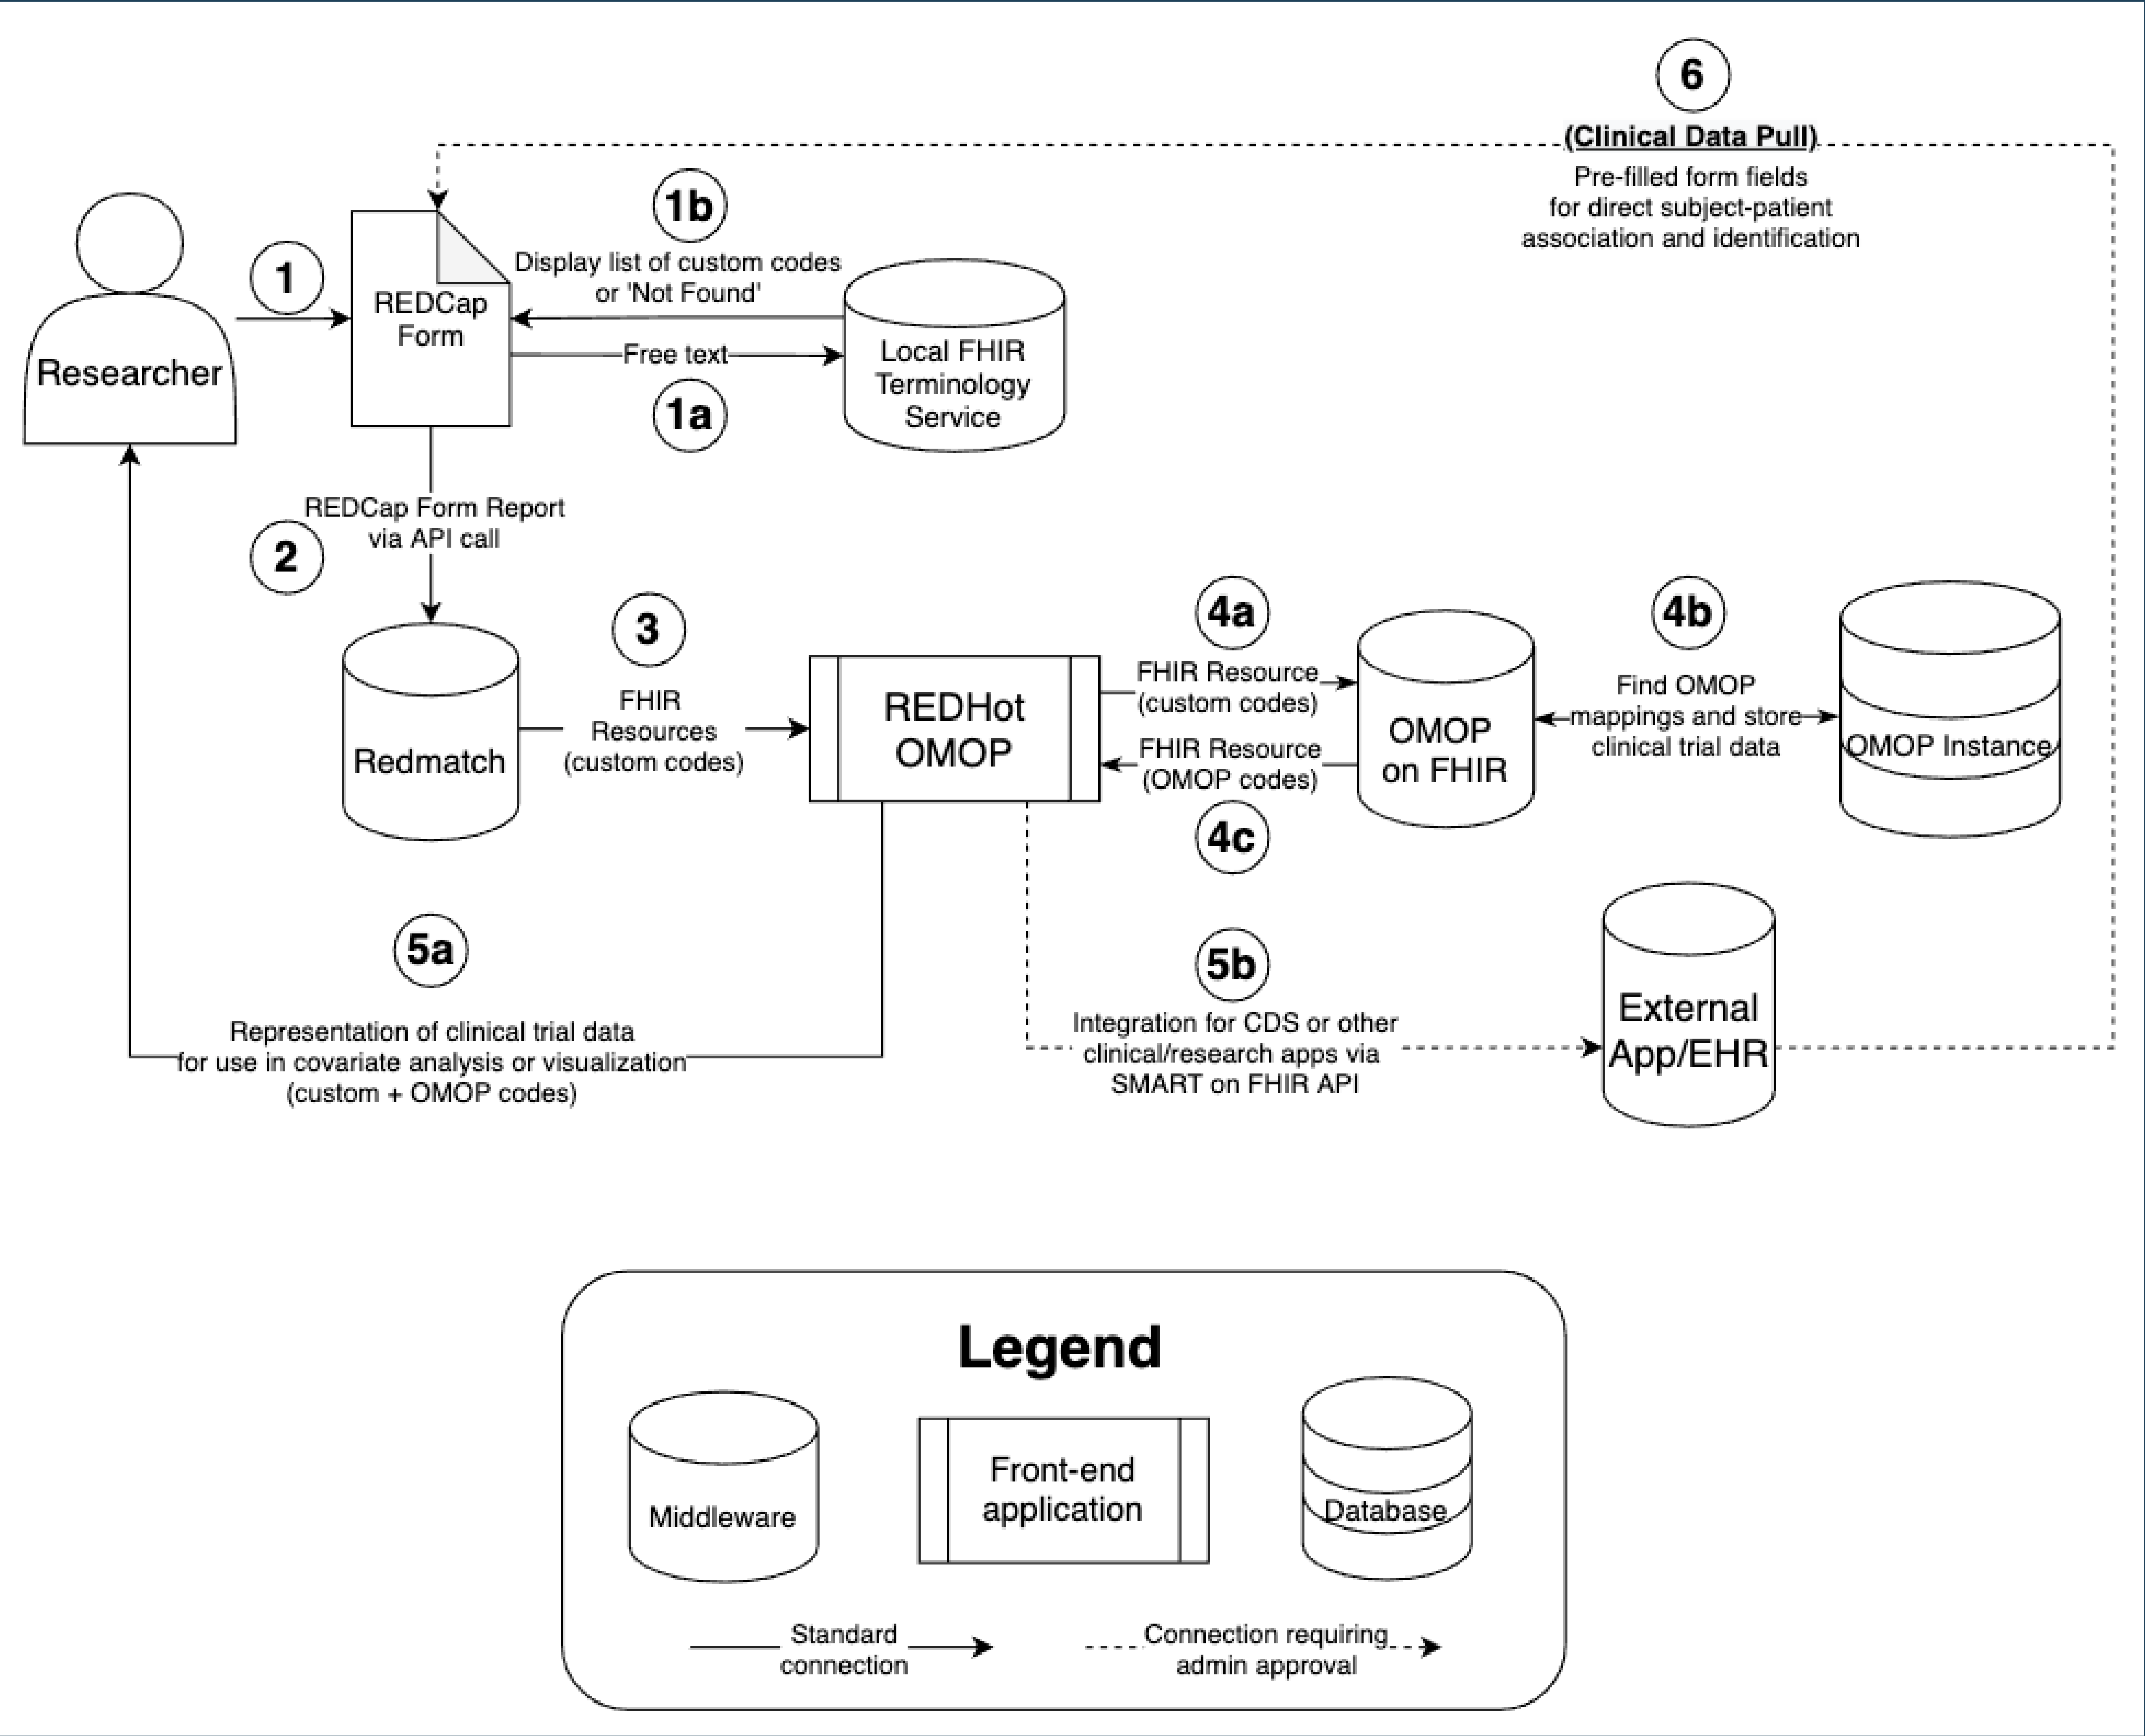 6
(Clinical Data Pull)
Pre-filled form fields
for direct subject-patient
association and identification
1b
Display list of custom codes
or 'Not Found'
1
REDCap
Form
Researcher
Free text
1a
Local FHIR
Terminology
Service
REDCap Form Report
via API call
2
3
FHIR
Resources
(custom codes)
Redmatch
REDHot
OMOP
4a
FHIR Resource
(custom codes)
FHIR Resource
(OMOP codes)
4c
OMOP
on FHIR
4b
Find OMOP
mappings and store
clinical trial data
OMOP Instance
5a
Representation of clinical trial data
for use in covariate analysis or visualization
(custom + OMOP codes)
5b
Integration for CDS or other
clinical/research apps via
SMART on FHIR API
External
App/EHR
Legend
Middleware
Front-end
application
Database
Standard
connection
Connection requiring
admin approval